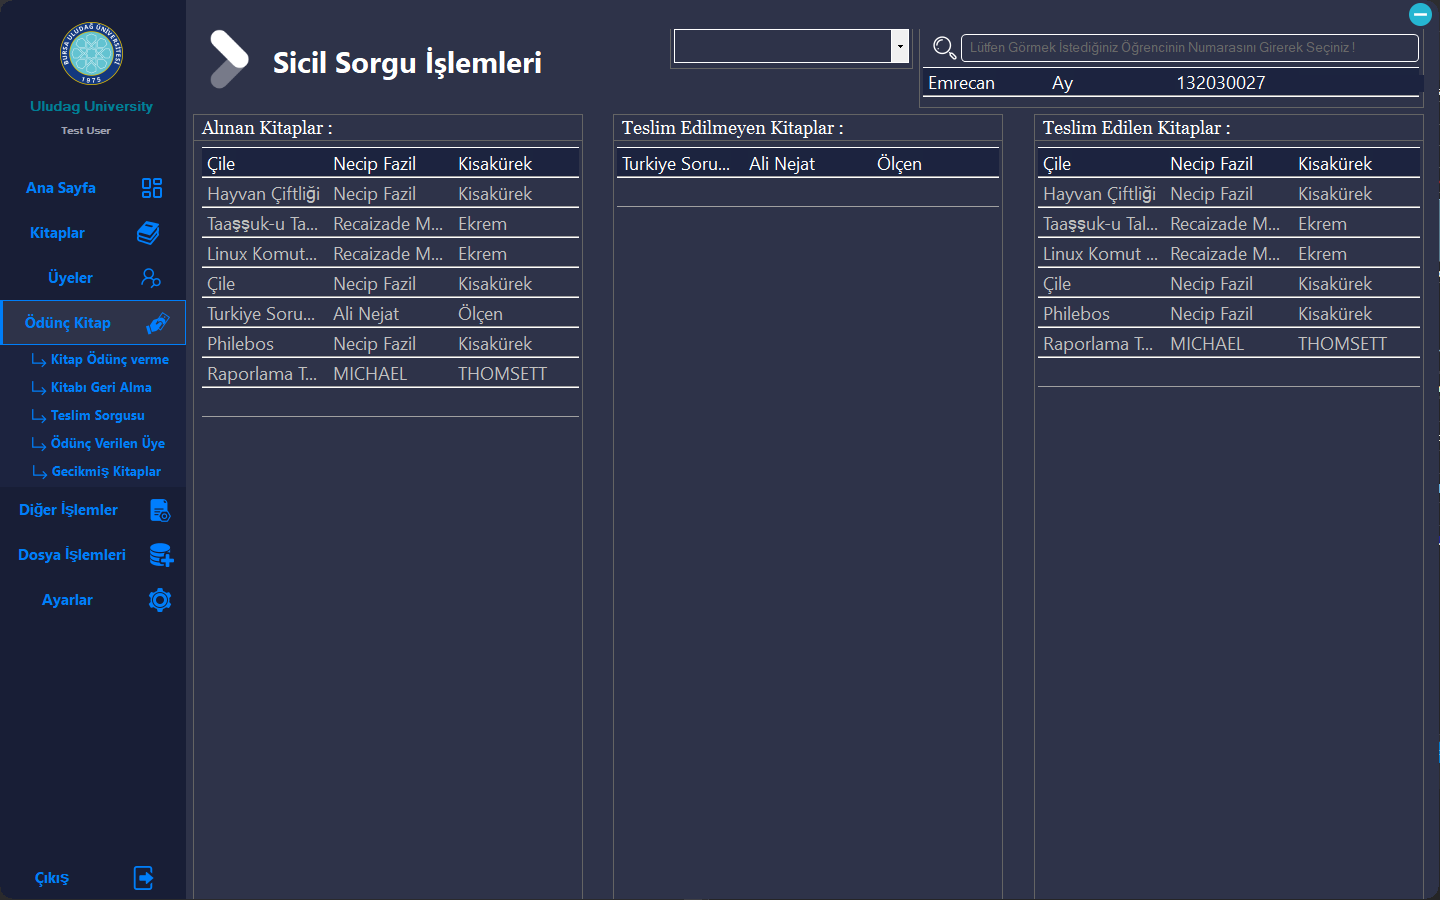 BURSA ULUDAĞ ÜNİVERSİTESİ
1975
Uludag University
Test User
Ana Sayfa
Kitaplar
Üyeler
Ödünç Kitap
Kitap Ödünç verme
Kitabı Geri Alma
Teslim Sorgusu
Ödünç Verilen Üye
Gecikmiş Kitaplar
Diğer İşlemler
Dosya İşlemleri
Ayarlar
Çıkış
Sicil Sorgu İşlemleri
Lütfen Görmek İstediğiniz Öğrencinin Numarasını Girerek Seçiniz !
Emrecan Ay 132030027
Alınan Kitaplar :
Çile Necip Fazil Kisakürek
Hayvan Çiftliği Necip Fazil Kisakürek
Taaşşuk-u Ta... Recaizade M... Ekrem
Linux Komut... Recaizade M... Ekrem
Çile Necip Fazil Kisakürek
Turkiye Soru... Ali Nejat Ölçen
Philebos Necip Fazil Kisakürek
Raporlama T... MICHAEL THOMSETT
Teslim Edilmeyen Kitaplar :
Turkiye Soru... Ali Nejat Ölçen
Teslim Edilen Kitaplar :
Çile Necip Fazil Kisakürek
Hayvan Çiftliği Necip Fazil Kisakürek
Taaşşuk-u Tal... Recaizade M... Ekrem
Linux Komut ... Recaizade M... Ekrem
Çile Necip Fazil Kisakürek
Philebos Necip Fazil Kisakürek
Raporlama T... MICHAEL THOMSETT